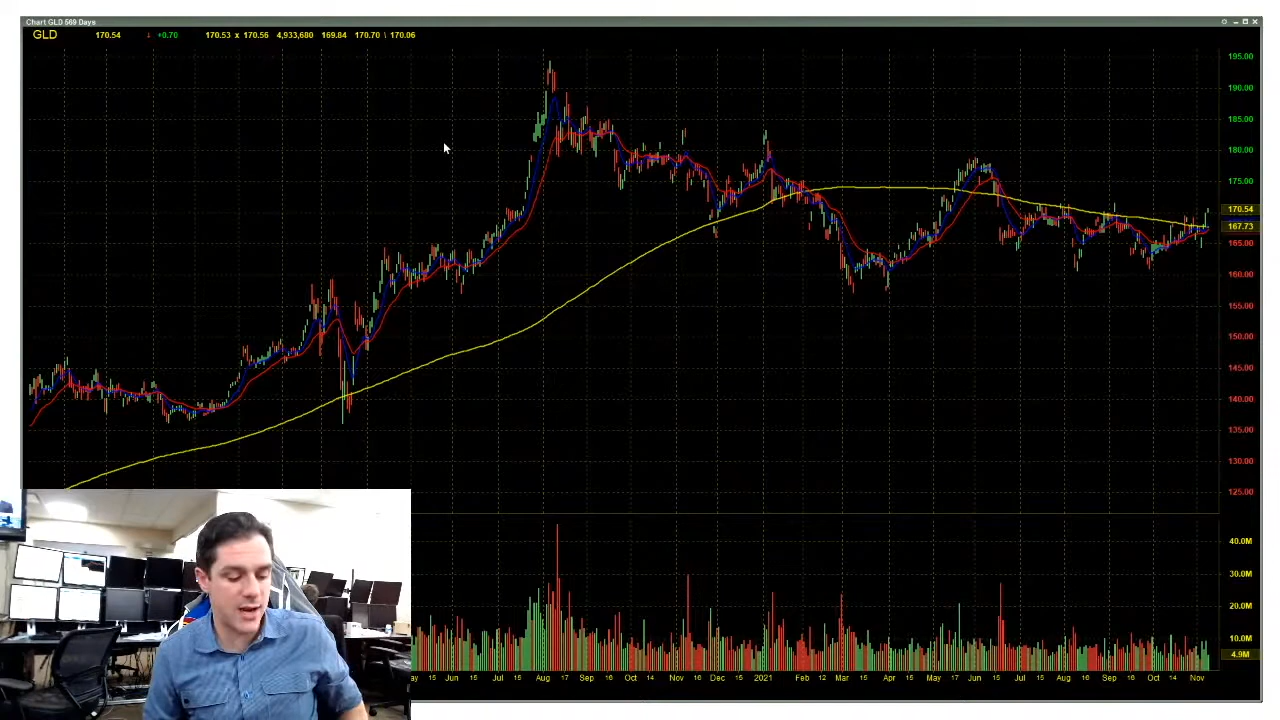 Chart GLD 569 Days
GLD 170.54 ↓ +0.70 170.53 x 170.56 4,933,680 169.84 170.70 \ 170.06
195.00
190.00
185.00
180.00
175.00
170.54
167.73
165.00
160.00
155.00
150.00
145.00
140.00
135.00
130.00
125.00
40.0M
30.0M
20.0M
10.0M
4.9M
15 Jun 15 Jul 15 Aug 17 Sep 16 Oct 14 Nov 16 Dec 15 2021 Feb 12 Mar 15 Apr 15 May 17 Jun 15 Jul 15 Aug 16 Sep 16 Oct 14 Nov